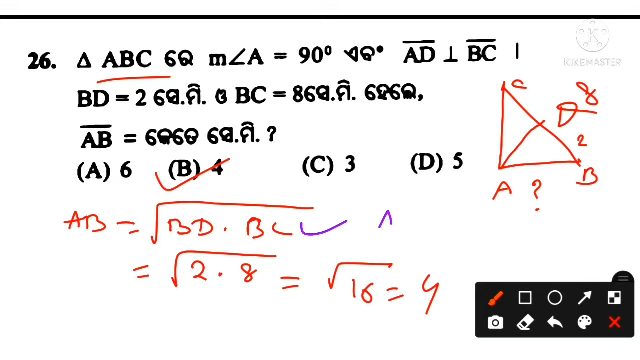 26. Δ ABC ରେ m∠A = 90⁰ ଏବଂ AD ⊥ BC |
BD = 2 ସେ.ମି. ଓ BC = 8ସେ.ମି. ହେଲେ,
AB = କେତେ ସେ.ମି. ?
(A) 6 (B) 4 (C) 3 (D) 5
KINEMASTER
C
D 8
2
A ? B
AB = √BD · BC
= √2 · 8 = √16 = 4